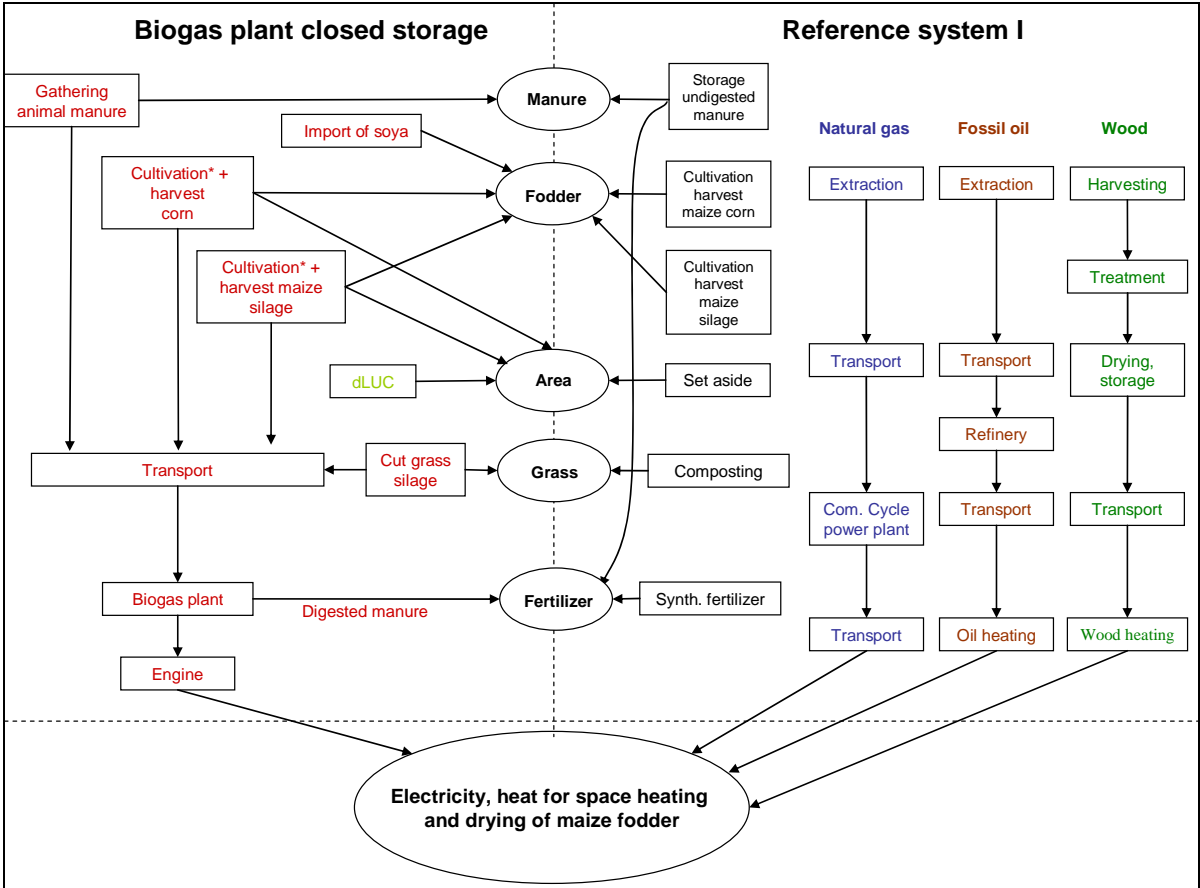 Biogas plant closed storage
Reference system I
Gathering
animal manure
Manure
Storage
undigested
manure
Import of soya
Natural gas
Fossil oil
Wood
Cultivation* +
harvest
corn
Fodder
Cultivation
harvest
maize corn
Extraction
Extraction
Harvesting
Cultivation* +
harvest maize
silage
Cultivation
harvest
maize
silage
Treatment
dLUC
Area
Set aside
Transport
Transport
Drying,
storage
Refinery
Transport
Cut grass
silage
Grass
Composting
Com. Cycle
power plant
Transport
Transport
Biogas plant
Digested manure
Fertilizer
Synth. fertilizer
Transport
Oil heating
Wood heating
Engine
Electricity, heat for space heating
and drying of maize fodder